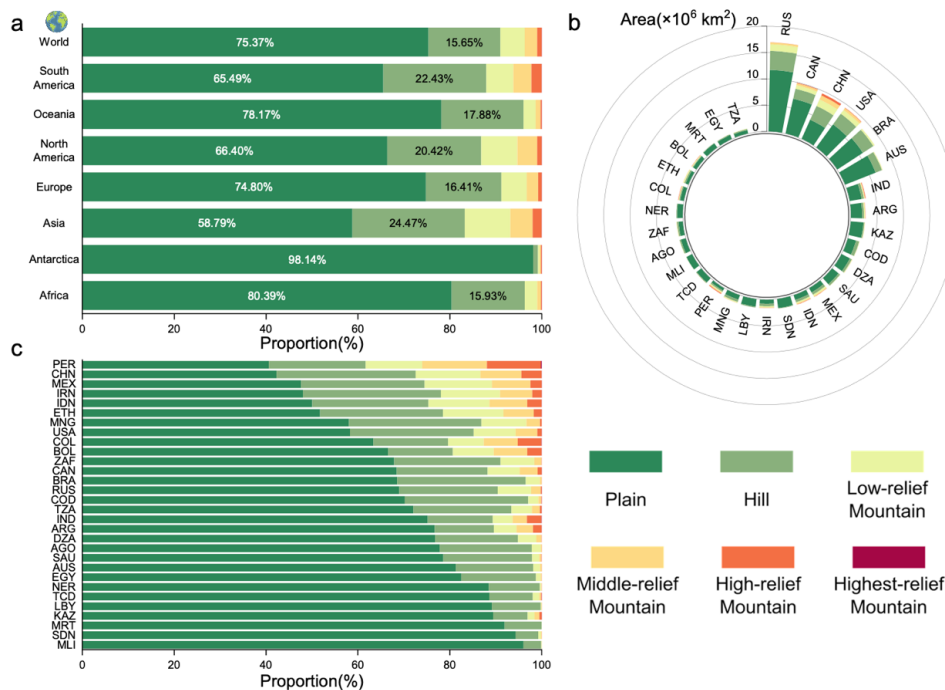 a
World
75.37%
15.65%
South
America
65.49%
22.43%
Oceania
78.17%
17.88%
North
America
66.40%
20.42%
Europe
74.80%
16.41%
Asia
58.79%
24.47%
Antarctica
98.14%
Africa
80.39%
15.93%
0 20 40 60 80 100
Proportion(%)
b
Area(×10⁶ km²)
20
15
10
5
0
RUS
CAN
CHN
USA
BRA
AUS
IND
ARG
KAZ
COD
DZA
SAU
MEX
IDN
SDN
IRN
LBY
MNG
PER
TCD
MLI
AGO
ZAF
NER
COL
ETH
BOL
MRT
EGY
TZA
c
PER
CHN
MEX
IRN
IDN
ETH
MNG
USA
COL
BOL
ZAF
CAN
BRA
RUS
COD
TZA
IND
ARG
DZA
AGO
SAU
AUS
EGY
NER
TCD
LBY
KAZ
MRT
SDN
MLI
0 20 40 60 80 100
Proportion(%)
Plain
Hill
Low-relief
Mountain
Middle-relief
Mountain
High-relief
Mountain
Highest-relief
Mountain